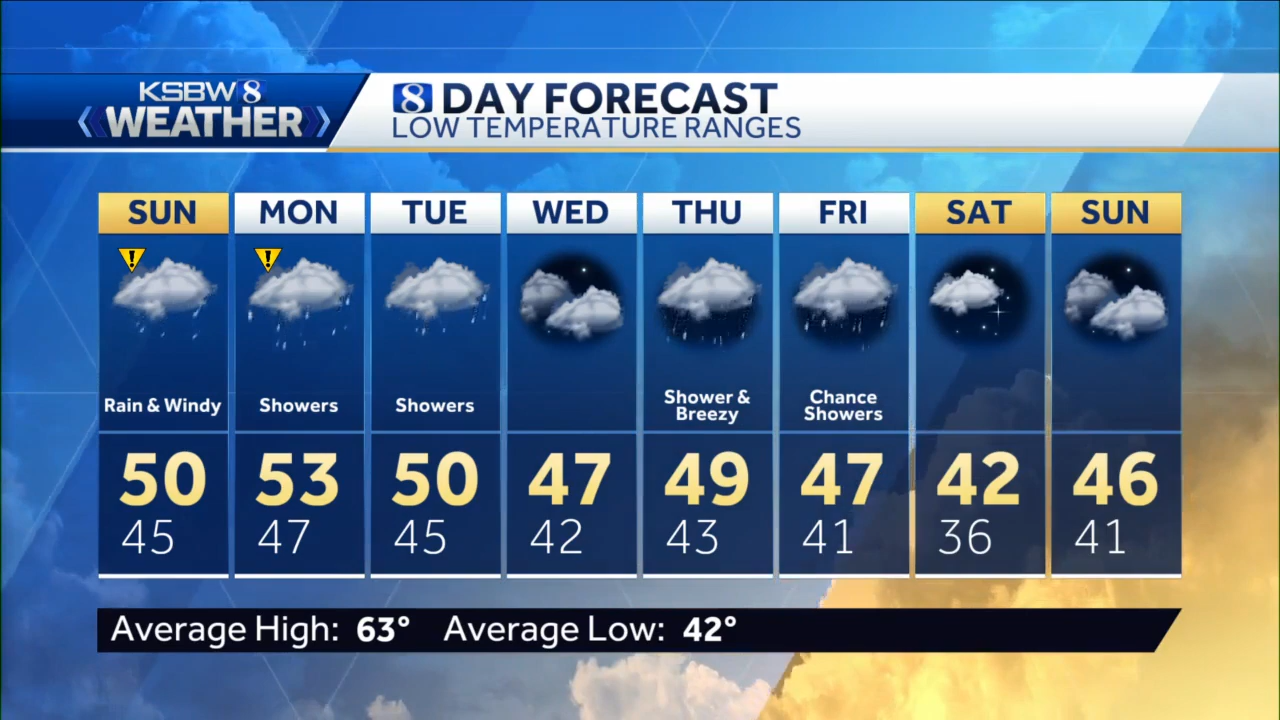 KSBW 8
WEATHER
8 DAY FORECAST
LOW TEMPERATURE RANGES
SUN MON TUE WED THU FRI SAT SUN
! !
Rain & Windy Showers Showers Shower & Breezy Chance Showers
50 53 50 47 49 47 42 46
45 47 45 42 43 41 36 41
Average High: 63° Average Low: 42°